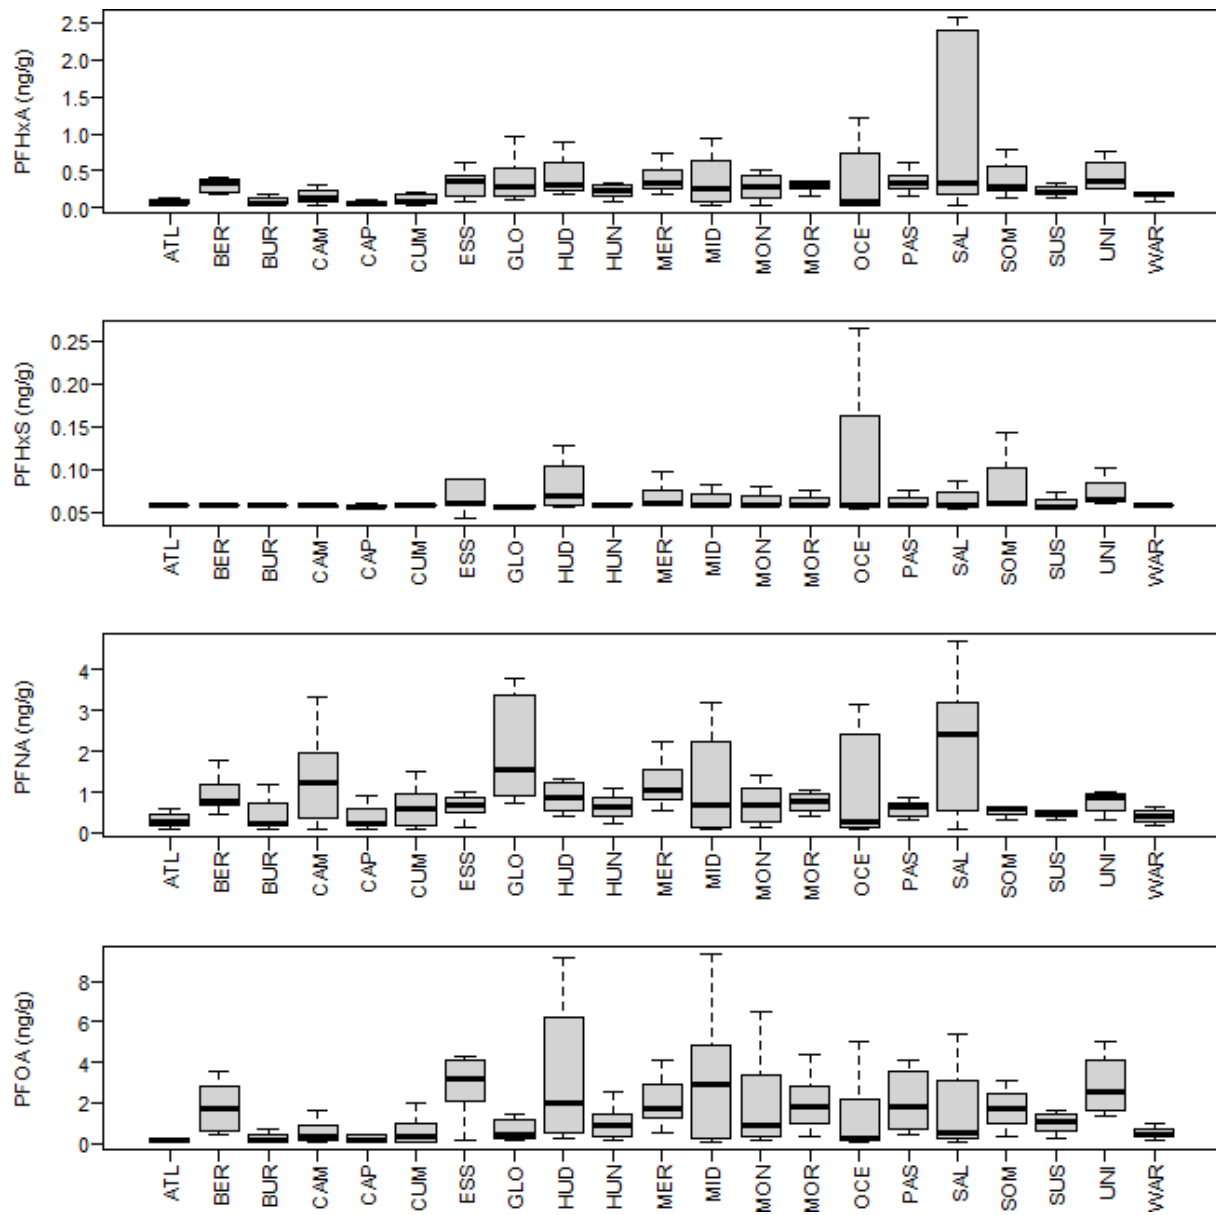 PFHxA (ng/g)
2.5
2.0
1.5
1.0
0.5
0.0
ATL BER BUR CAM CAP CUM ESS GLO HUD HUN MER MID MON MOR OCE PAS SAL SOM SUS UNI WAR
PFHxS (ng/g)
0.25
0.20
0.15
0.10
0.05
ATL BER BUR CAM CAP CUM ESS GLO HUD HUN MER MID MON MOR OCE PAS SAL SOM SUS UNI WAR
PFNA (ng/g)
4
3
2
1
0
ATL BER BUR CAM CAP CUM ESS GLO HUD HUN MER MID MON MOR OCE PAS SAL SOM SUS UNI WAR
PFOA (ng/g)
8
6
4
2
0
ATL BER BUR CAM CAP CUM ESS GLO HUD HUN MER MID MON MOR OCE PAS SAL SOM SUS UNI WAR